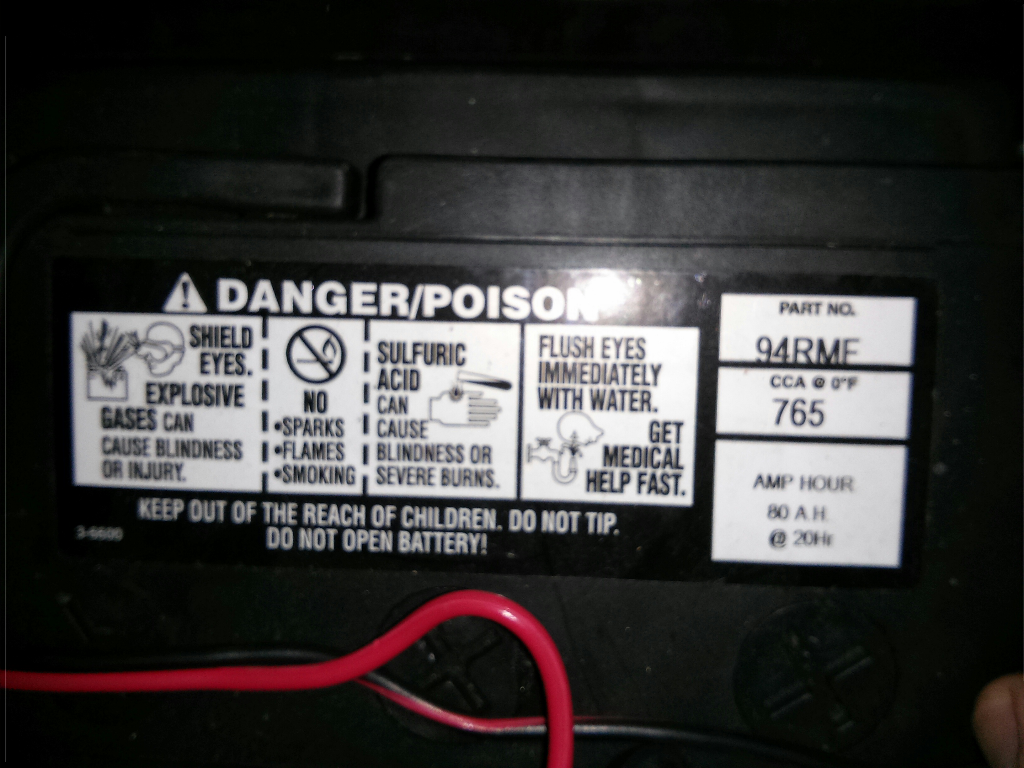 DANGER/POISON
SHIELD
EYES.
EXPLOSIVE
GASES CAN
CAUSE BLINDNESS
OR INJURY.
NO
•SPARKS
•FLAMES
•SMOKING
SULFURIC
ACID
CAN
CAUSE
BLINDNESS OR
SEVERE BURNS.
FLUSH EYES
IMMEDIATELY
WITH WATER.
GET
MEDICAL
HELP FAST.
KEEP OUT OF THE REACH OF CHILDREN. DO NOT TIP.
DO NOT OPEN BATTERY!
3-6600
PART NO.
94RMF
CCA @ 0°F
765
AMP HOUR
80 A.H.
@ 20Hr